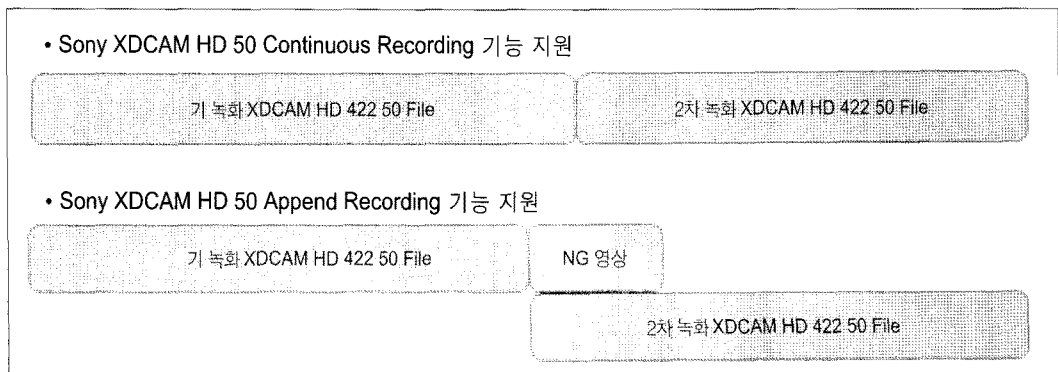 • Sony XDCAM HD 50 Continuous Recording 기능 지원
기 녹화 XDCAM HD 422 50 File
2차 녹화 XDCAM HD 422 50 File
• Sony XDCAM HD 50 Append Recording 기능 지원
기 녹화 XDCAM HD 422 50 File
NG 영상
2차 녹화 XDCAM HD 422 50 File